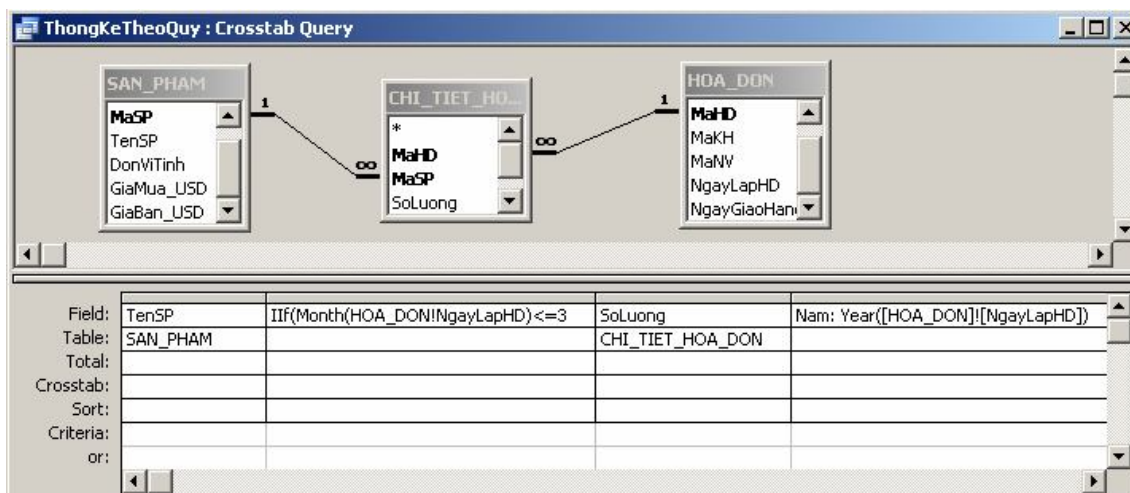 ThongKeTheoQuy : Crosstab Query
SAN_PHAM
MaSP
TenSP
DonViTinh
GiaMua_USD
GiaBan_USD
1
∞
CHI_TIET_HO...
*
MaHD
MaSP
SoLuong
∞
1
HOA_DON
MaHD
MaKH
MaNV
NgayLapHD
NgayGiaoHan
Field: TenSP IIf(Month(HOA_DON!NgayLapHD)<=3 SoLuong Nam: Year([HOA_DON]![NgayLapHD])
Table: SAN_PHAM CHI_TIET_HOA_DON
Total:
Crosstab:
Sort:
Criteria:
or: